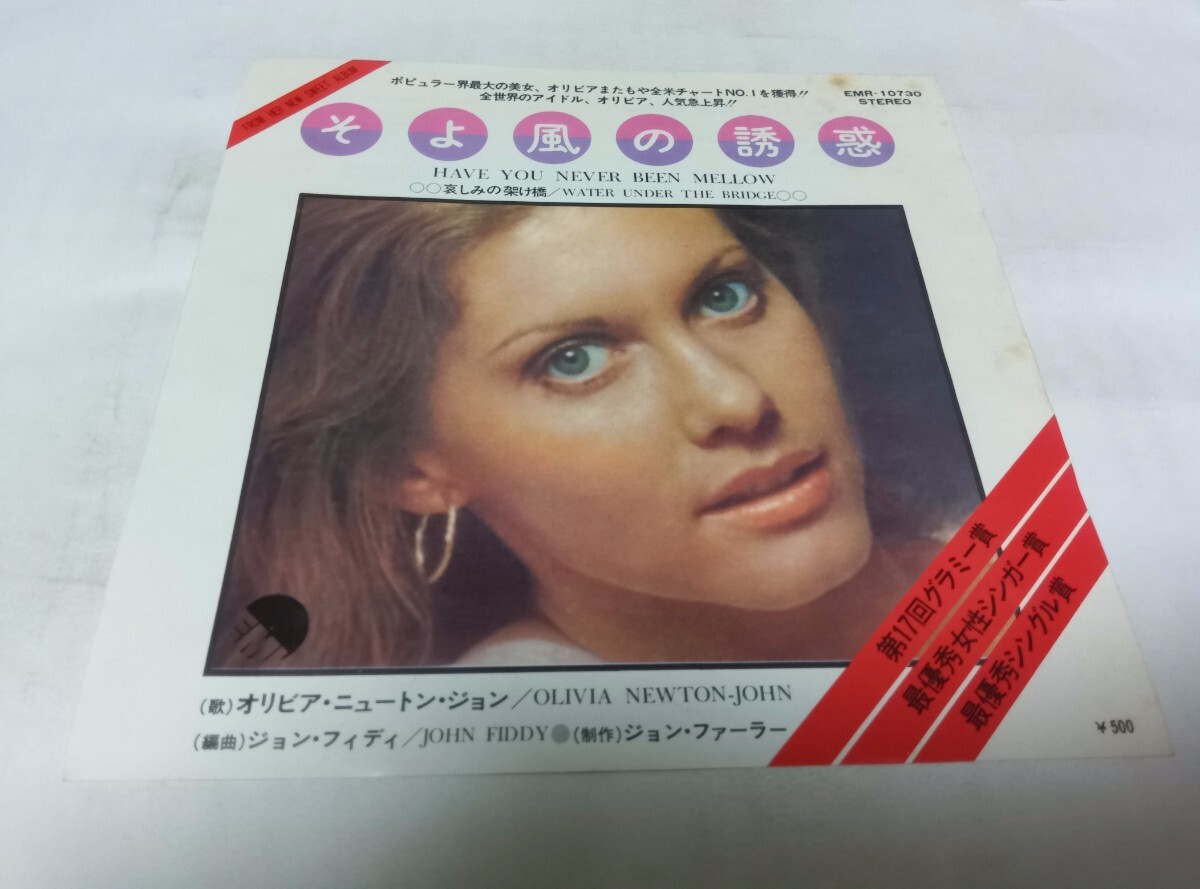 FROM HER NEW SWEET ALBUM
ポピュラー界最大の美女、オリビアまたもや全米チャートNO.1を獲得!!
全世界のアイドル、オリビア、人気急上昇!!
EMR-10730
STEREO
そよ風の誘惑
HAVE YOU NEVER BEEN MELLOW
○○哀しみの架け橋/WATER UNDER THE BRIDGE○○
EMI
第17回グラミー賞
最優秀女性シンガー賞
最優秀シングル賞
(歌)オリビア・ニュートン・ジョン/OLIVIA NEWTON-JOHN
(編曲)ジョン・フィディ/JOHN FIDDY●(制作)ジョン・ファーラー
¥500